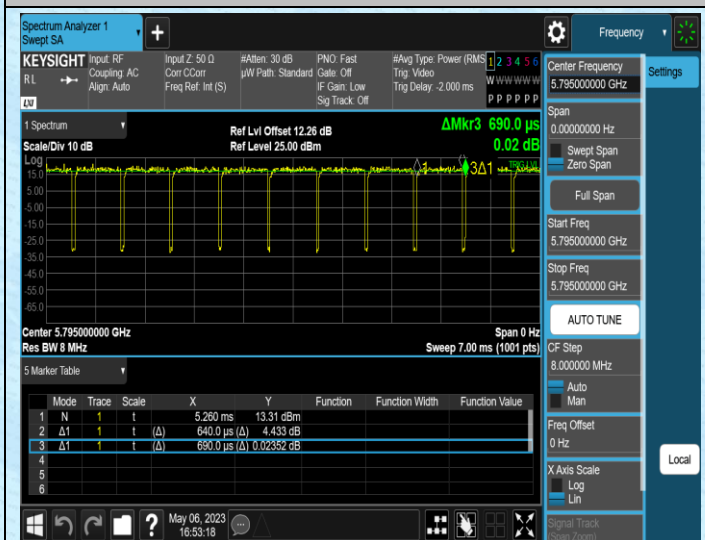 Spectrum Analyzer 1
Swept SA
Frequency
KEYSIGHT
RL
Input: RF
Coupling: AC
Align: Auto
Input Z: 50 Ω
Corr CCorr
Freq Ref: Int (S)
#Atten: 30 dB
µW Path: Standard
PNO: Fast
Gate: Off
IF Gain: Low
Sig Track: Off
#Avg Type: Power (RMS)
Trig: Video
Trig Delay: -2.000 ms
1 2 3 4 5 6
W W W W W W
P P P P P P
1 Spectrum
Scale/Div 10 dB
Ref Lvl Offset 12.26 dB
Ref Level 25.00 dBm
ΔMkr3 690.0 µs
0.02 dB
Log
15.0
5.00
-5.00
-15.0
-25.0
-35.0
-45.0
-55.0
-65.0
1
3Δ1
TRIG LVL
Center 5.795000000 GHz
Res BW 8 MHz
Span 0 Hz
Sweep 7.00 ms (1001 pts)
5 Marker Table
Mode Trace Scale X Y Function Function Width Function Value
1 N 1 t 5.260 ms 13.31 dBm
2 Δ1 1 t (Δ) 640.0 µs (Δ) 4.433 dB
3 Δ1 1 t (Δ) 690.0 µs (Δ) 0.02352 dB
4
5
6
May 06, 2023
16:53:18
Center Frequency
5.795000000 GHz
Span
0.00000000 Hz
Swept Span
Zero Span
Full Span
Start Freq
5.795000000 GHz
Stop Freq
5.795000000 GHz
AUTO TUNE
CF Step
8.000000 MHz
Auto
Man
Freq Offset
0 Hz
X Axis Scale
Log
Lin
Signal Track
(Span Zoom)
Settings
Local